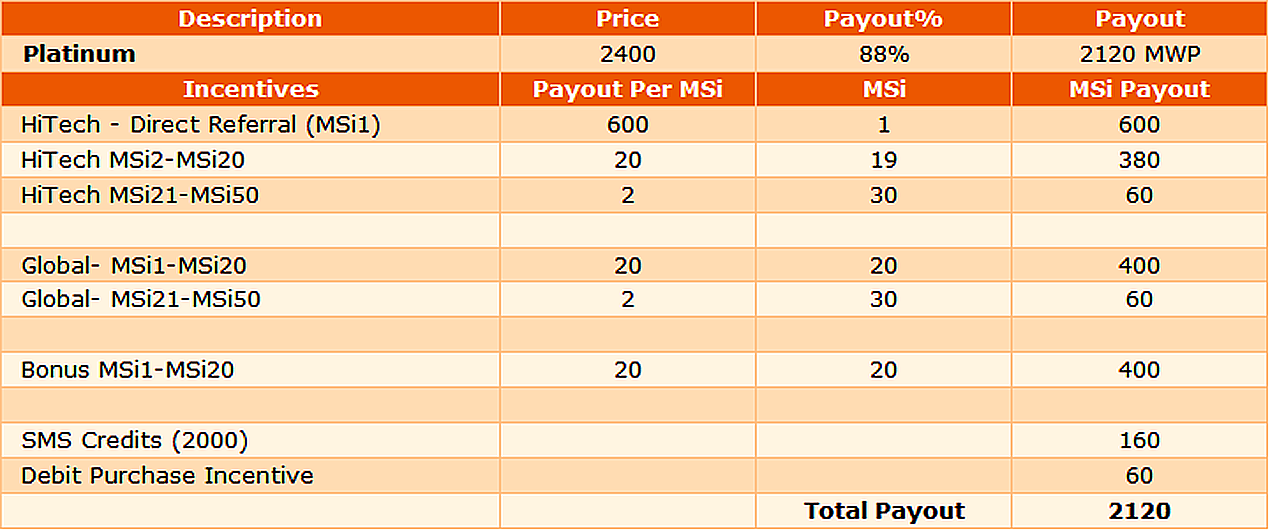 Description Price Payout% Payout
Platinum 2400 88% 2120 MWP
Incentives Payout Per MSi MSi MSi Payout
HiTech - Direct Referral (MSi1) 600 1 600
HiTech MSi2-MSi20 20 19 380
HiTech MSi21-MSi50 2 30 60
Global- MSi1-MSi20 20 20 400
Global- MSi21-MSi50 2 30 60
Bonus MSi1-MSi20 20 20 400
SMS Credits (2000) 160
Debit Purchase Incentive 60
Total Payout 2120